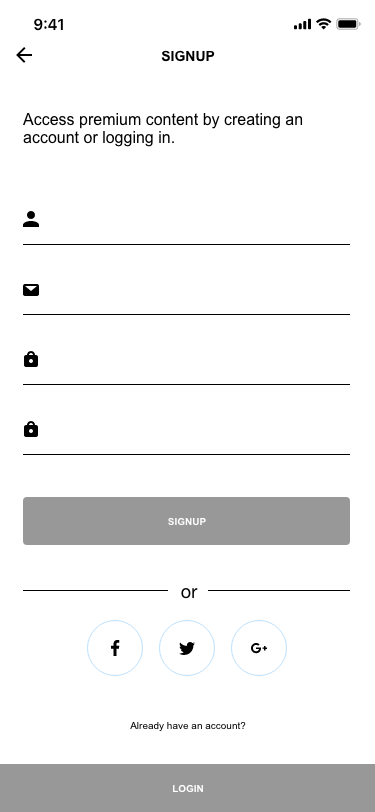 9:41
SIGNUP
Access premium content by creating an
account or logging in.
SIGNUP
or
G+
Already have an account?
LOGIN